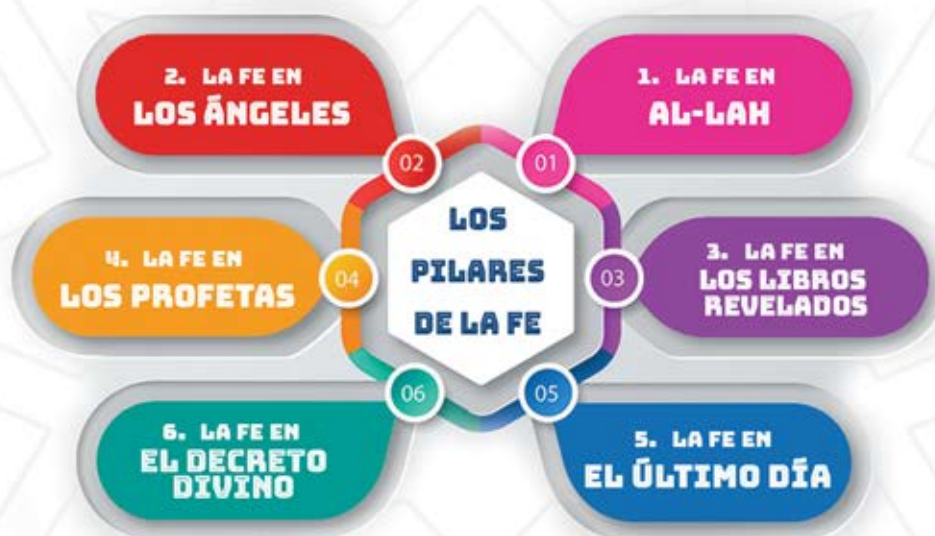 LOS
PILARES
DE LA FE
1. LA FE EN
AL-LAH
01
2. LA FE EN
LOS ÁNGELES
02
3. LA FE EN
LOS LIBROS
REVELADOS
03
4. LA FE EN
LOS PROFETAS
04
5. LA FE EN
EL ÚLTIMO DÍA
05
6. LA FE EN
EL DECRETO
DIVINO
06